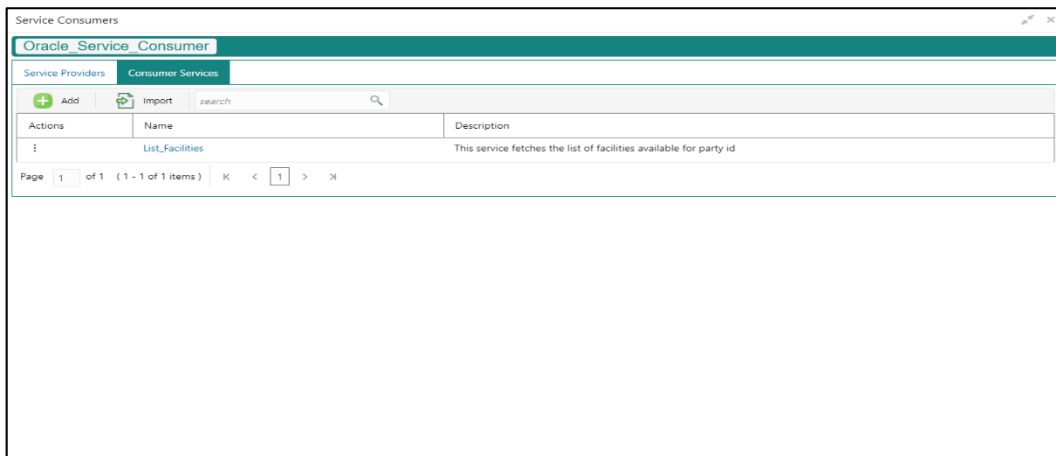 Service Consumers
Oracle_Service_Consumer
Service Providers Consumer Services
Add Import search
Actions Name Description
List_Facilities This service fetches the list of facilities available for party id
Page 1 of 1 (1 - 1 of 1 items) K < 1 > >|